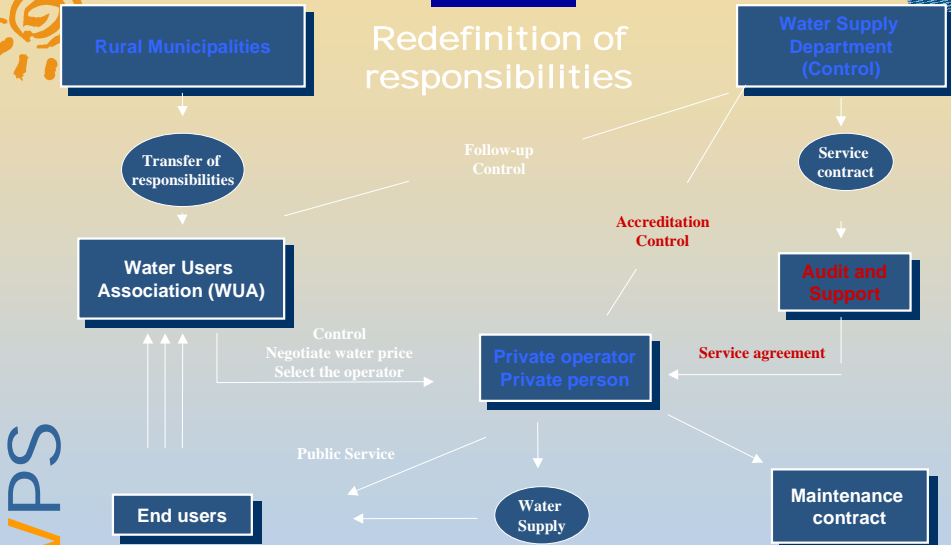 Redefinition of
responsibilities
Rural Municipalities
Water Supply
Department
(Control)
Transfer of
responsibilities
Follow-up
Control
Service
contract
Accreditation
Control
Water Users
Association (WUA)
Audit and
Support
Control
Negotiate water price
Select the operator
Private operator
Private person
Service agreement
Public Service
End users
Water
Supply
Maintenance
contract
PS